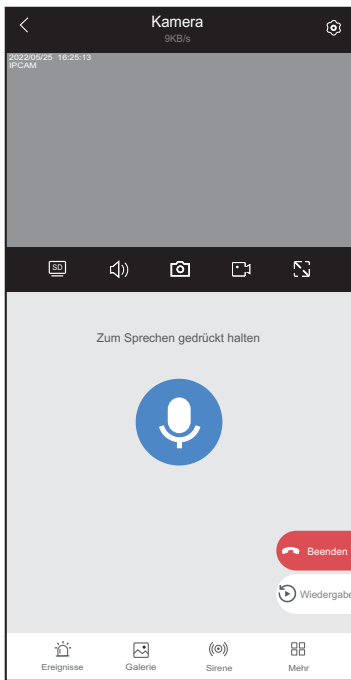 Kamera
9KB/s
2022/05/25 16:25:13
IPCAM
SD
Zum Sprechen gedrückt halten
Beenden
Wiedergabe
Ereignisse
Galerie
Sirene
Mehr